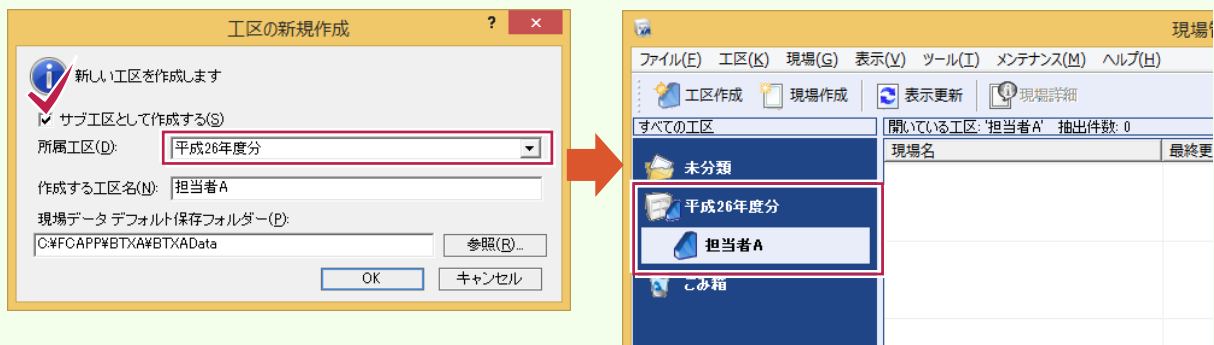 工区の新規作成
?
×
新しい工区を作成します
サブ工区として作成する(S)
所属工区(D):
平成26年度分
作成する工区名(N):
担当者A
現場データ デフォルト保存フォルダー(P):
C:¥FCAPP¥BTXA¥BTXAData
参照(R)...
OK
キャンセル
現場管
ファイル(F) 工区(K) 現場(G) 表示(V) ツール(T) メンテナンス(M) ヘルプ(H)
工区作成 現場作成 表示更新 現場詳細
すべての工区
開いている工区: '担当者A' 抽出件数: 0
現場名
最終更
未分類
平成26年度分
担当者A
ごみ箱